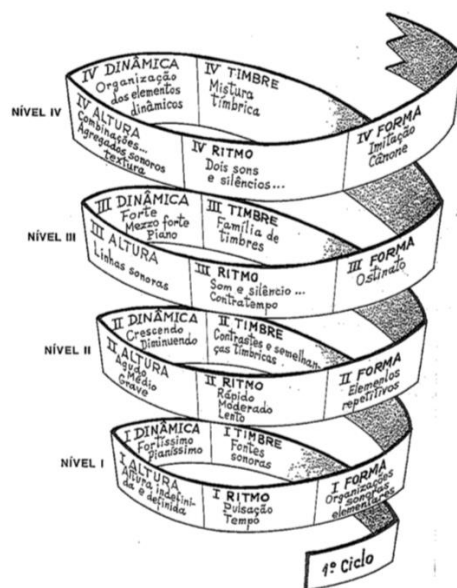 IV DINÂMICA
Organização
dos elementos
dinâmicos
IV TIMBRE
Mistura
tímbrica
NÍVEL IV
IV ALTURA
Combinações...
Agregados sonoros
textura
IV RITMO
Dois sons
e silêncios...
IV FORMA
Imitação
Cânone
III DINÂMICA
Forte
Mezzo forte
Piano
III TIMBRE
Família de
timbres
NÍVEL III
III ALTURA
Linhas sonoras
III RITMO
Som e silêncio...
Contratempo
III FORMA
Ostinato
II DINÂMICA
Crescendo
Diminuendo
II TIMBRE
Contrastes e semelhan-
ças tímbricas
NÍVEL II
II ALTURA
Agudo
Médio
Grave
II RITMO
Rápido
Moderado
Lento
II FORMA
Elementos
repetitivos
I DINÂMICA
Fortíssimo
Pianíssimo
I TIMBRE
Fontes
sonoras
NÍVEL I
I ALTURA
Altura indefini-
da e definida
I RITMO
Pulsação
Tempo
I FORMA
Organizações
sonoras
elementares
1º Ciclo